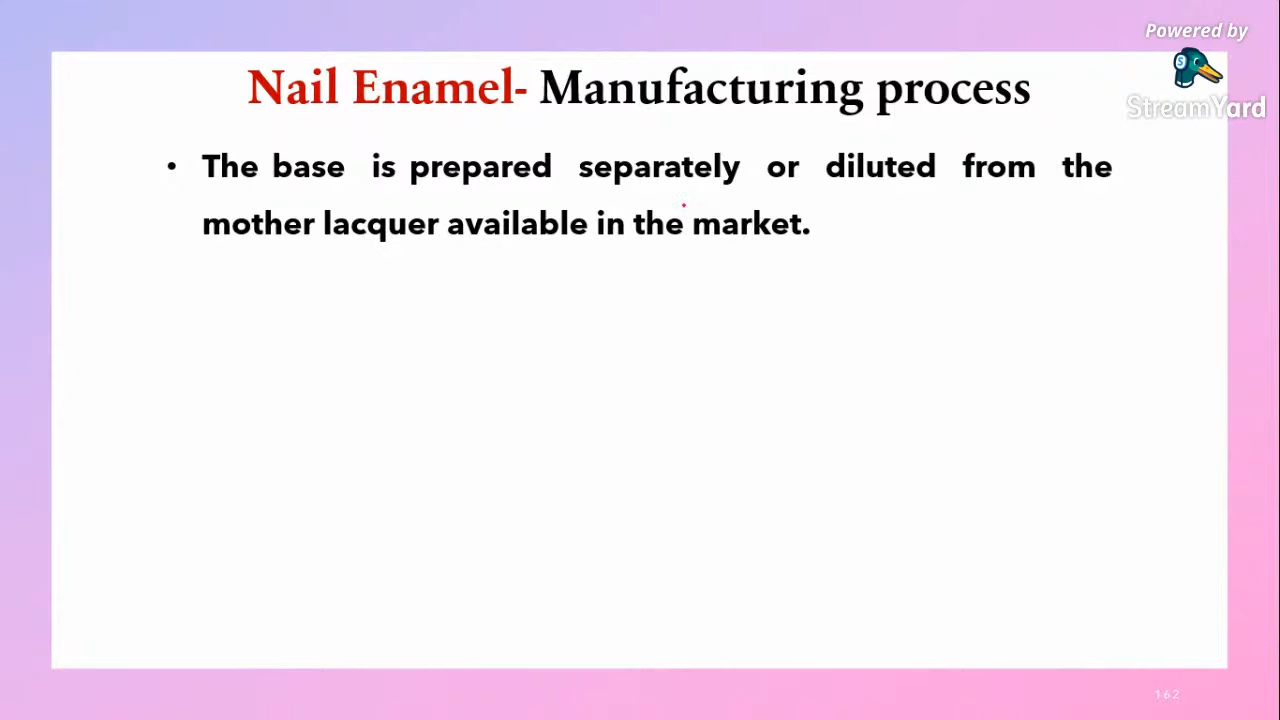 Powered by
StreamYard
Nail Enamel- Manufacturing process
• The base is prepared separately or diluted from the
mother lacquer available in the market.
162